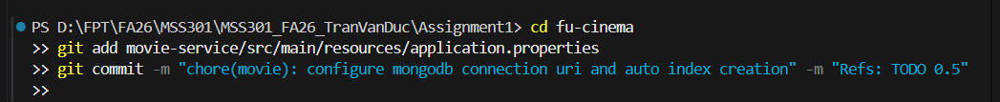 PS D:\FPT\FA26\MSS301\MSS301_FA26_TranVanDuc\Assignment1> cd fu-cinema
>> git add movie-service/src/main/resources/application.properties
>> git commit -m "chore(movie): configure mongodb connection uri and auto index creation" -m "Refs: TODO 0.5"
>>